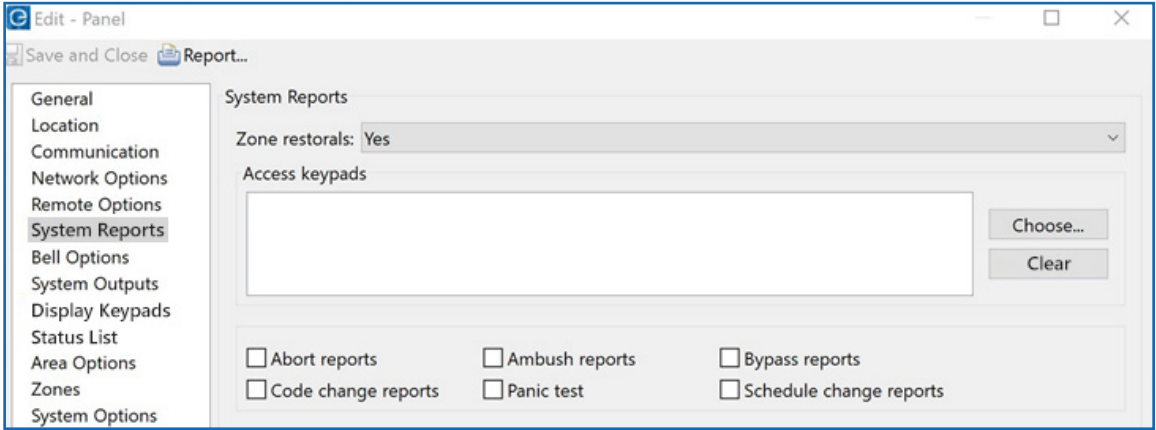 Edit - Panel
Save and Close Report...
General
Location
Communication
Network Options
Remote Options
System Reports
Bell Options
System Outputs
Display Keypads
Status List
Area Options
Zones
System Options
System Reports
Zone restorals: Yes
Access keypads
Choose...
Clear
Abort reports Ambush reports Bypass reports
Code change reports Panic test Schedule change reports